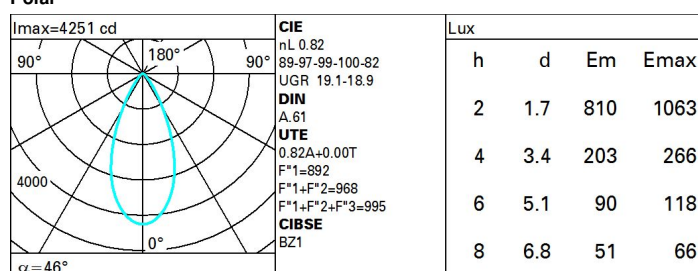 Polar
Imax=4251 cd
90° 180° 90°
4000
0°
α=46°
CIE
nL 0.82
89-97-99-100-82
UGR 19.1-18.9
DIN
A.61
UTE
0.82A+0.00T
F"1=892
F"1+F"2=968
F"1+F"2+F"3=995
CIBSE
BZ1
Lux
h d Em Emax
2 1.7 810 1063
4 3.4 203 266
6 5.1 90 118
8 6.8 51 66